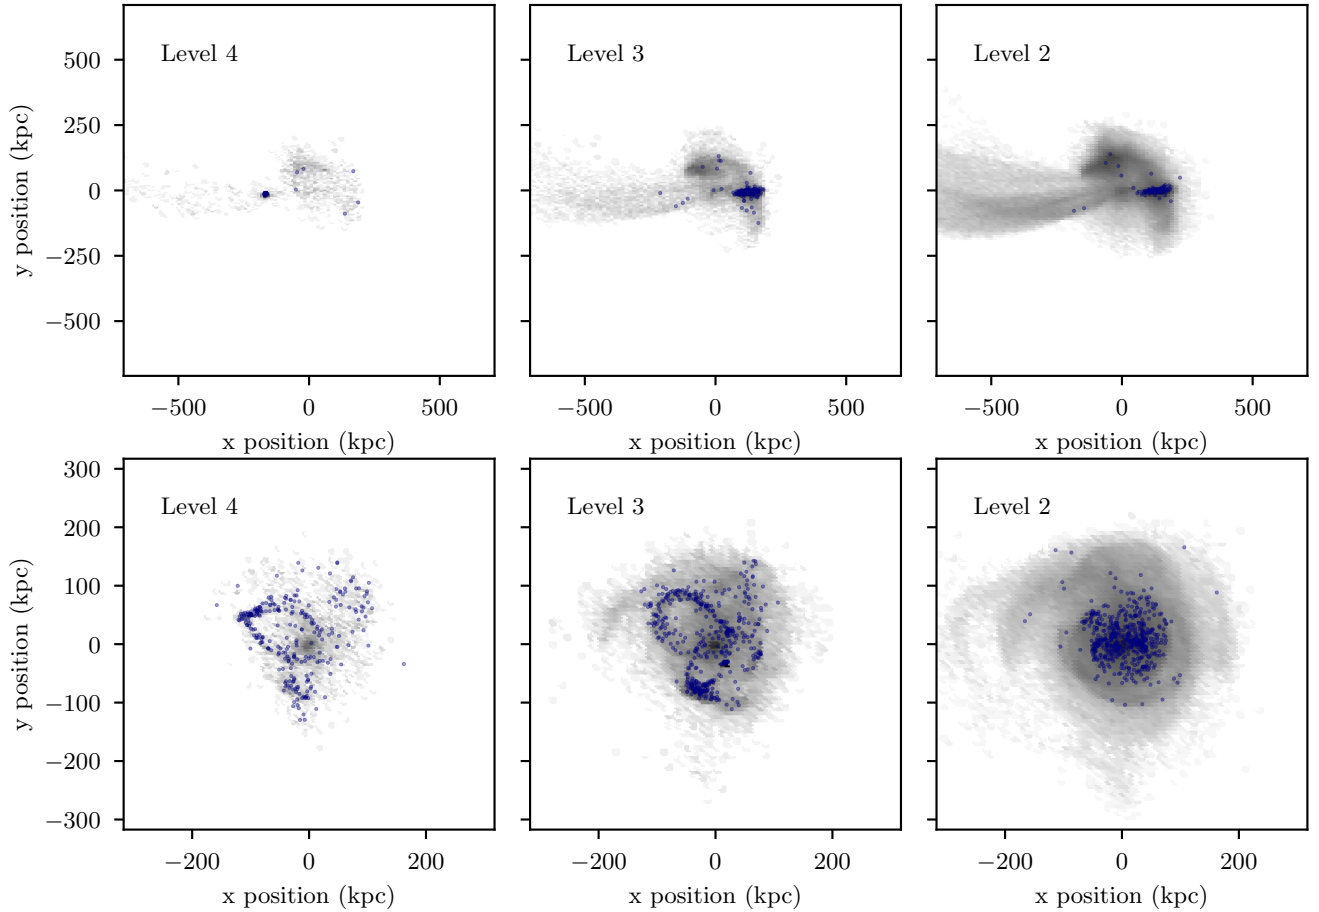 Level 4 Level 3 Level 2
500
250
0
−250
−500
y position (kpc)
−500 0 500 −500 0 500 −500 0 500
x position (kpc) x position (kpc) x position (kpc)
Level 4 Level 3 Level 2
300
200
100
0
−100
−200
−300
y position (kpc)
−200 0 200 −200 0 200 −200 0 200
x position (kpc) x position (kpc) x position (kpc)